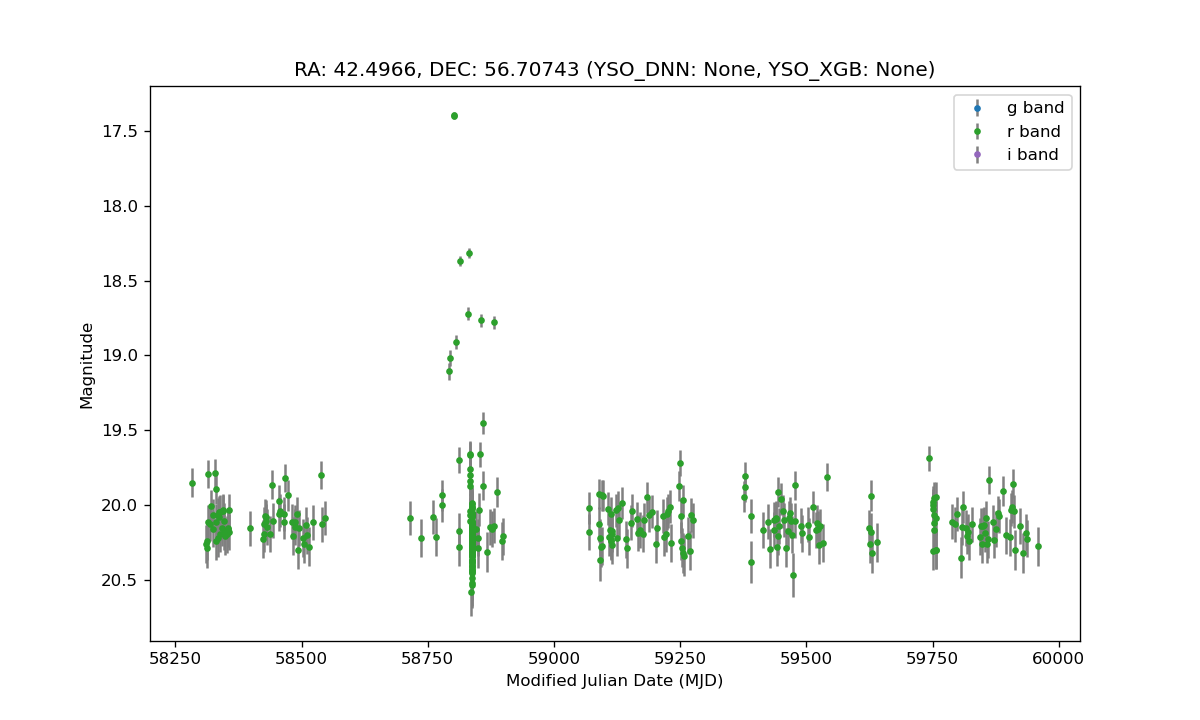 RA: 42.4966, DEC: 56.70743 (YSO_DNN: None, YSO_XGB: None)
g band
r band
i band
17.5
18.0
18.5
19.0
19.5
20.0
20.5
Magnitude
58250 58500 58750 59000 59250 59500 59750 60000
Modified Julian Date (MJD)